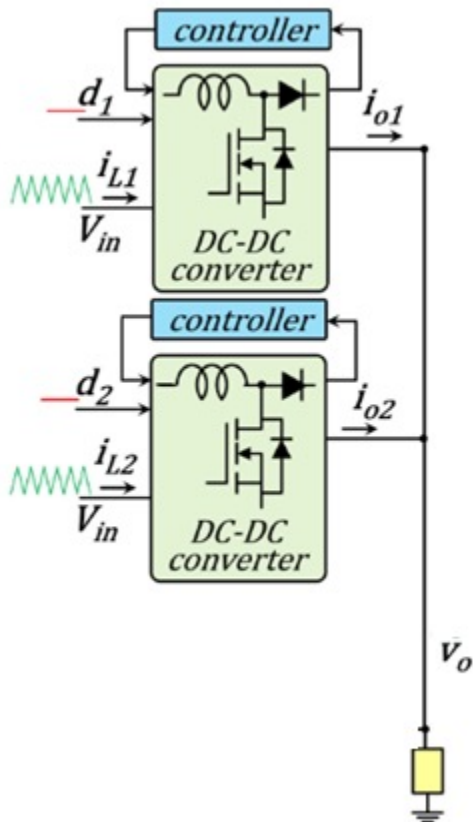 controller
d1
io1
iL1
Vin
DC-DC
converter
controller
d2
io2
iL2
Vin
DC-DC
converter
vo